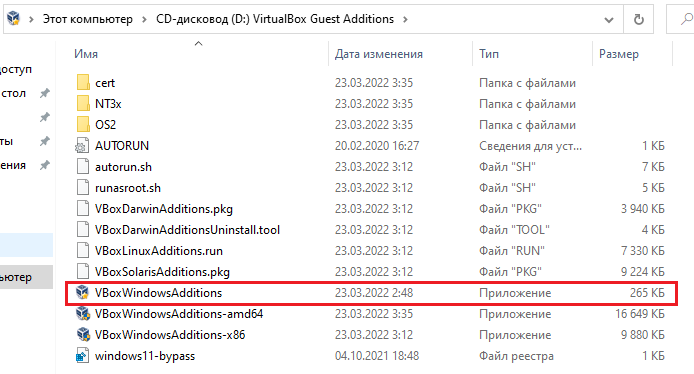 Этот компьютер > CD-дисковод (D:) VirtualBox Guest Additions >
Имя Дата изменения Тип Размер
доступ
стол
ты
жения
ьютер
cert 23.03.2022 3:35 Папка с файлами
NT3x 23.03.2022 3:35 Папка с файлами
OS2 23.03.2022 3:35 Папка с файлами
AUTORUN 20.02.2020 16:27 Сведения для уст... 1 КБ
autorun.sh 23.03.2022 3:12 Файл "SH" 7 КБ
runasroot.sh 23.03.2022 3:12 Файл "SH" 5 КБ
VBoxDarwinAdditions.pkg 23.03.2022 3:12 Файл "PKG" 3 940 КБ
VBoxDarwinAdditionsUninstall.tool 23.03.2022 3:12 Файл "TOOL" 4 КБ
VBoxLinuxAdditions.run 23.03.2022 3:12 Файл "RUN" 7 330 КБ
VBoxSolarisAdditions.pkg 23.03.2022 3:12 Файл "PKG" 9 224 КБ
VBoxWindowsAdditions 23.03.2022 2:48 Приложение 265 КБ
VBoxWindowsAdditions-amd64 23.03.2022 3:35 Приложение 16 649 КБ
VBoxWindowsAdditions-x86 23.03.2022 3:12 Приложение 9 880 КБ
windows11-bypass 04.10.2021 18:48 Файл реестра 1 КБ